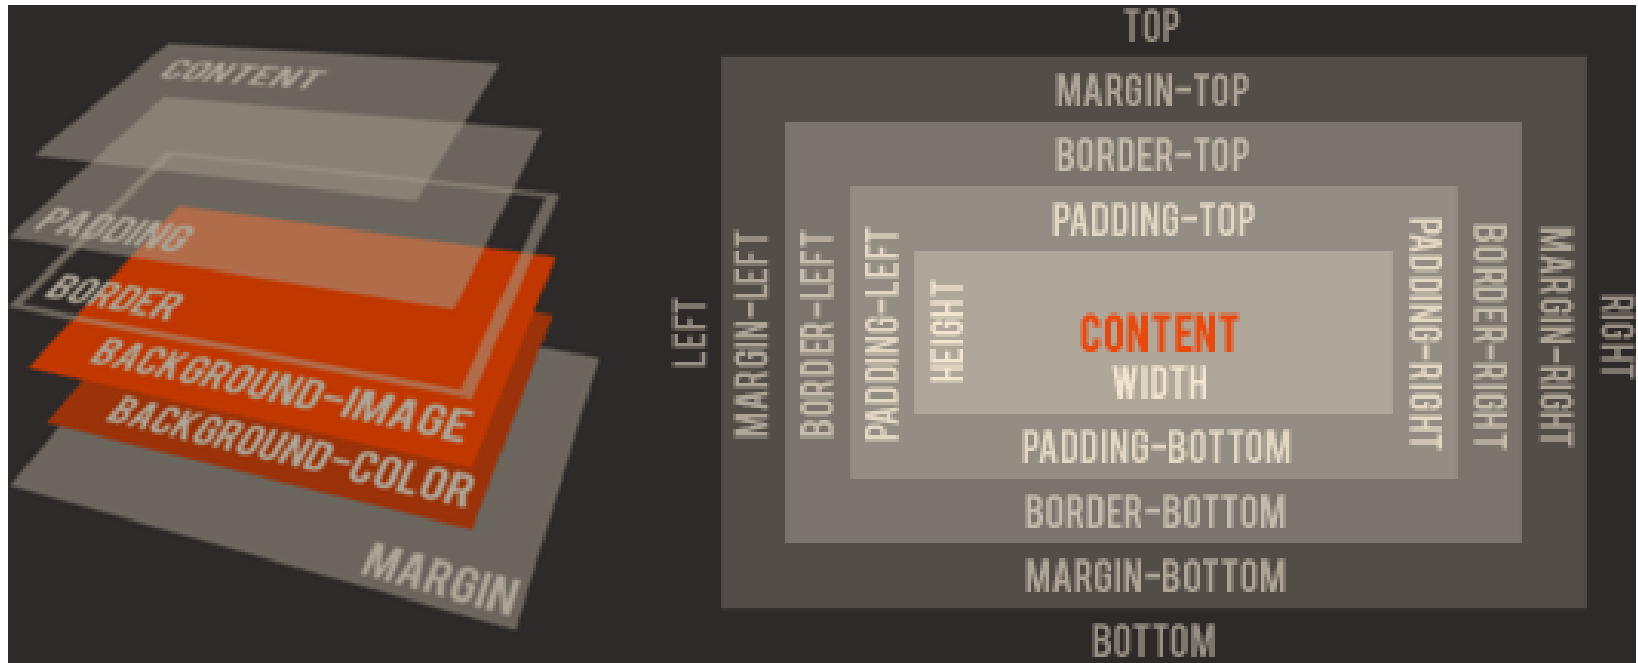 CONTENT
PADDING
BORDER
BACKGROUND-IMAGE
BACKGROUND-COLOR
MARGIN
TOP
MARGIN-TOP
BORDER-TOP
PADDING-TOP
LEFT
MARGIN-LEFT
BORDER-LEFT
PADDING-LEFT
HEIGHT
CONTENT
WIDTH
PADDING-RIGHT
BORDER-RIGHT
MARGIN-RIGHT
RIGHT
PADDING-BOTTOM
BORDER-BOTTOM
MARGIN-BOTTOM
BOTTOM